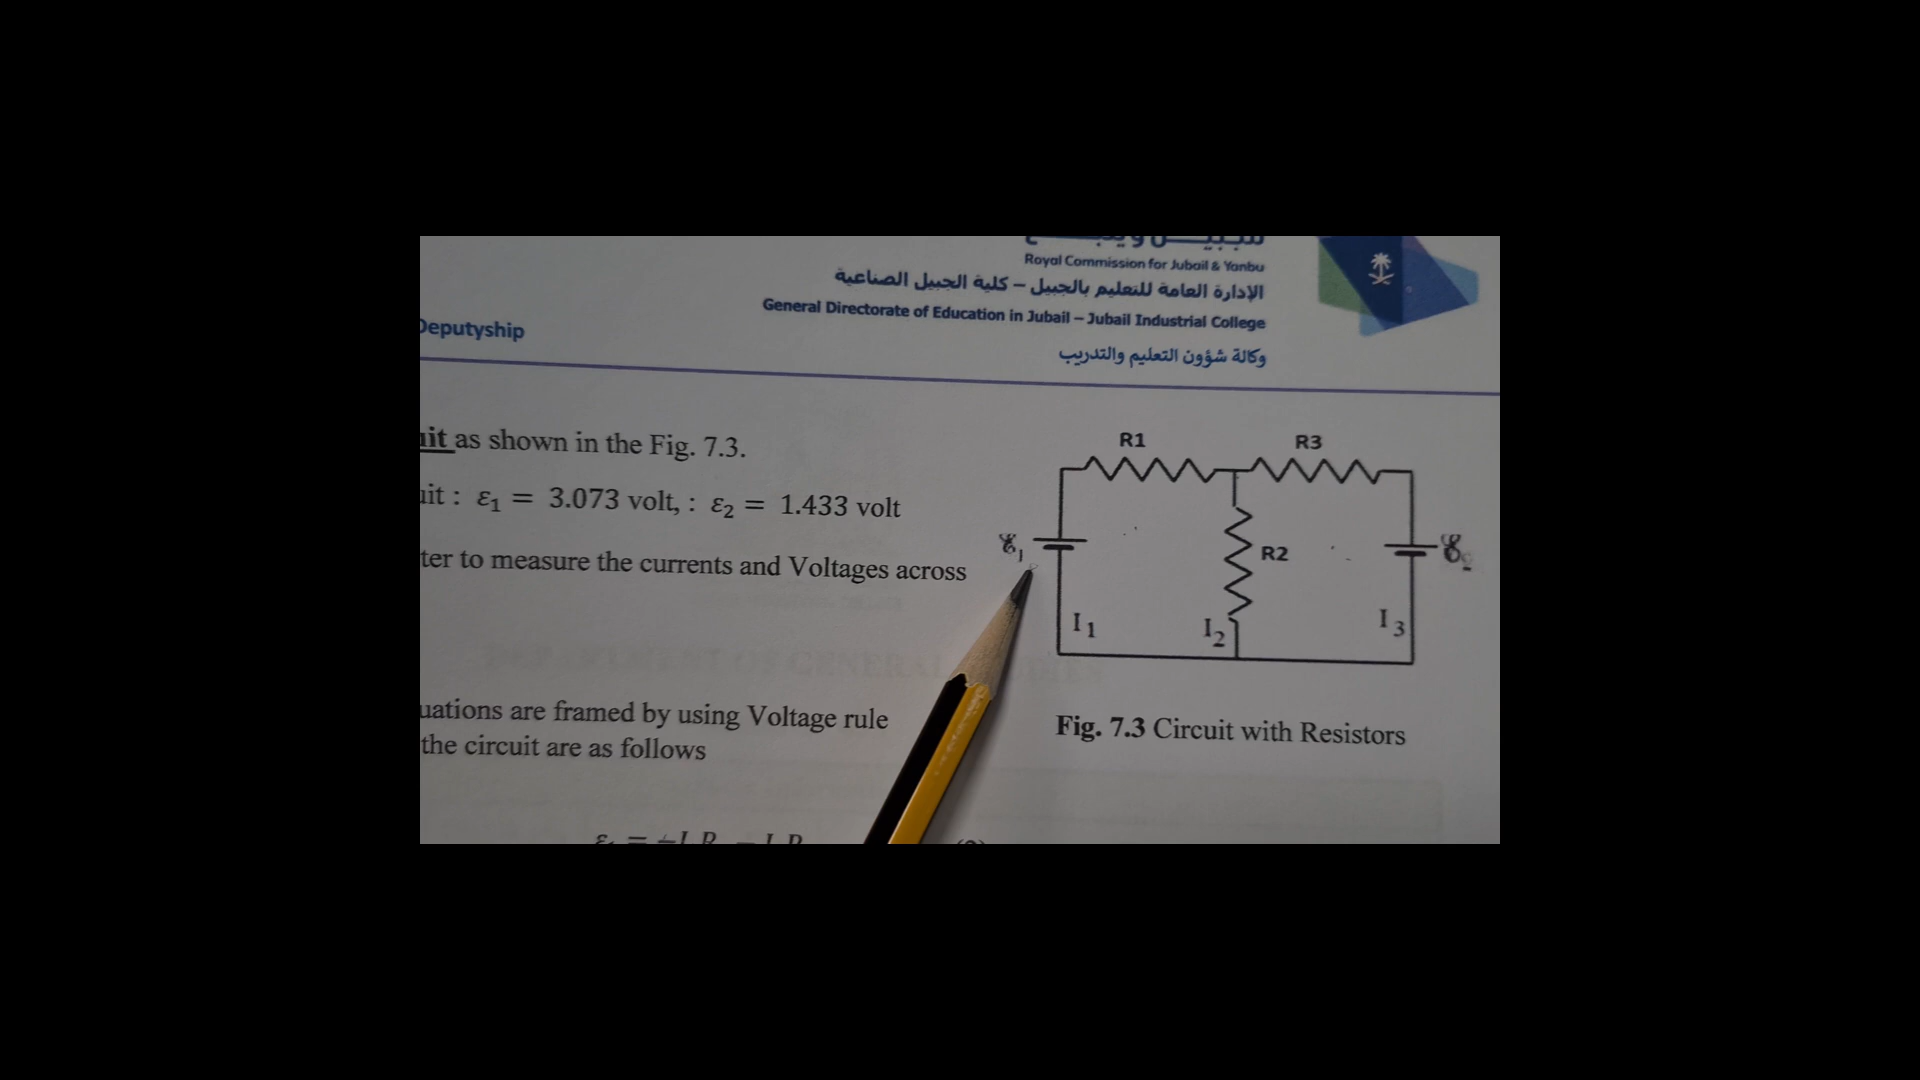 Royal Commission for Jubail & Yanbu
الإدارة العامة للتعليم بالجبيل – كلية الجبيل الصناعية
General Directorate of Education in Jubail – Jubail Industrial College
Deputyship
وكالة شؤون التعليم والتدريب
uit as shown in the Fig. 7.3.
uit : ε₁ = 3.073 volt, : ε₂ = 1.433 volt
ter to measure the currents and Voltages across
uations are framed by using Voltage rule
the circuit are as follows
R1
R3
R2
I₁
I₂
I₃
Fig. 7.3 Circuit with Resistors